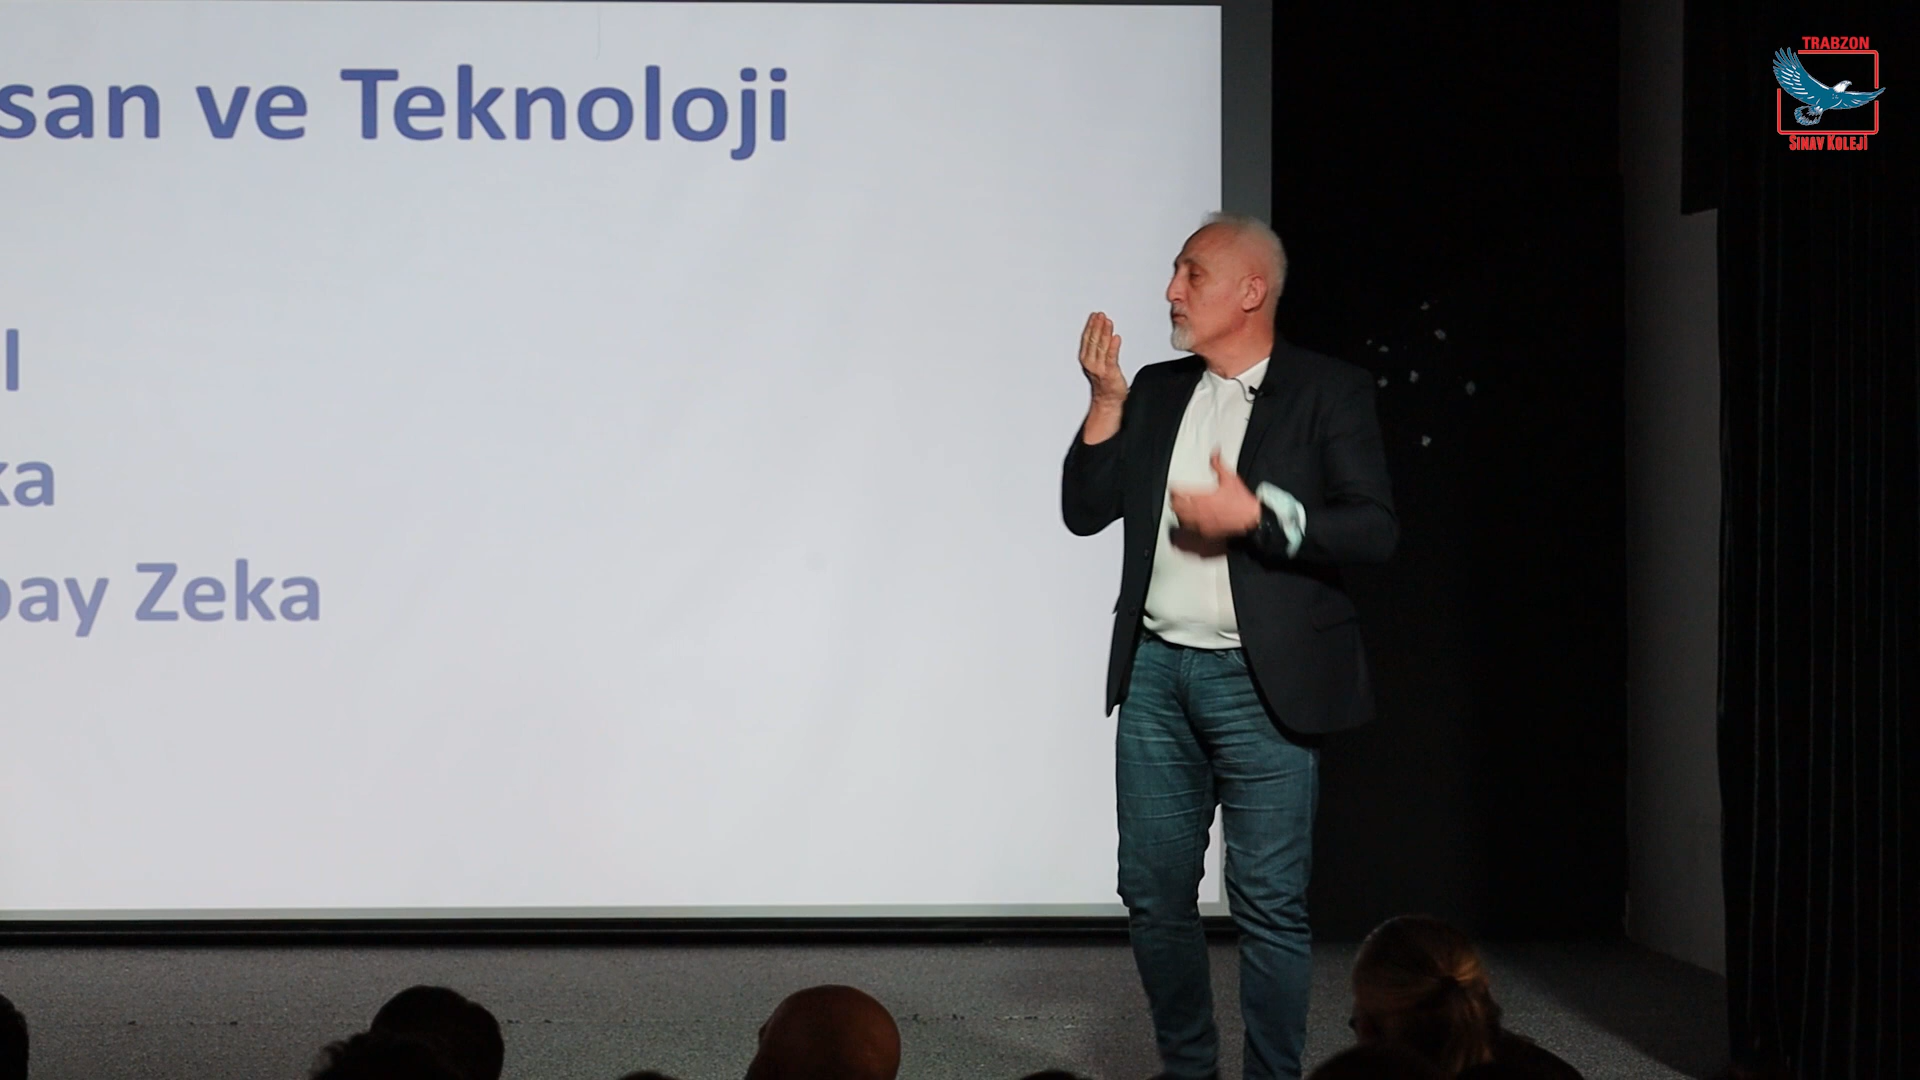 san ve Teknoloji
l
ka
bay Zeka
TRABZON
SINAV KOLEJİ